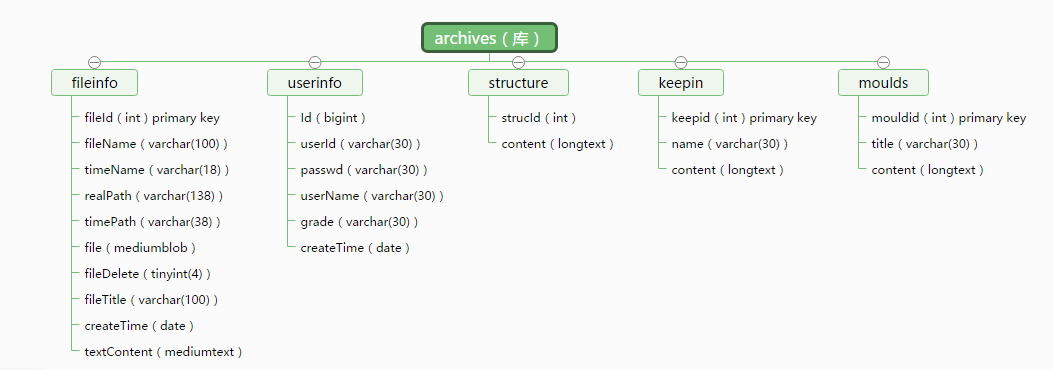 archives（库）
fileinfo
fileId（int）primary key
fileName（varchar(100)）
timeName（varchar(18)）
realPath（varchar(138)）
timePath（varchar(38)）
file（mediumblob）
fileDelete（tinyint(4)）
fileTitle（varchar(100)）
createTime（date）
textContent（mediumtext）
userinfo
Id（bigint）
userId（varchar(30)）
passwd（varchar(30)）
userName（varchar(30)）
grade（varchar(30)）
createTime（date）
structure
strucId（int）
content（longtext）
keepin
keepid（int）primary key
name（varchar(30)）
content（longtext）
moulds
mouldid（int）primary key
title（varchar(30)）
content（longtext）